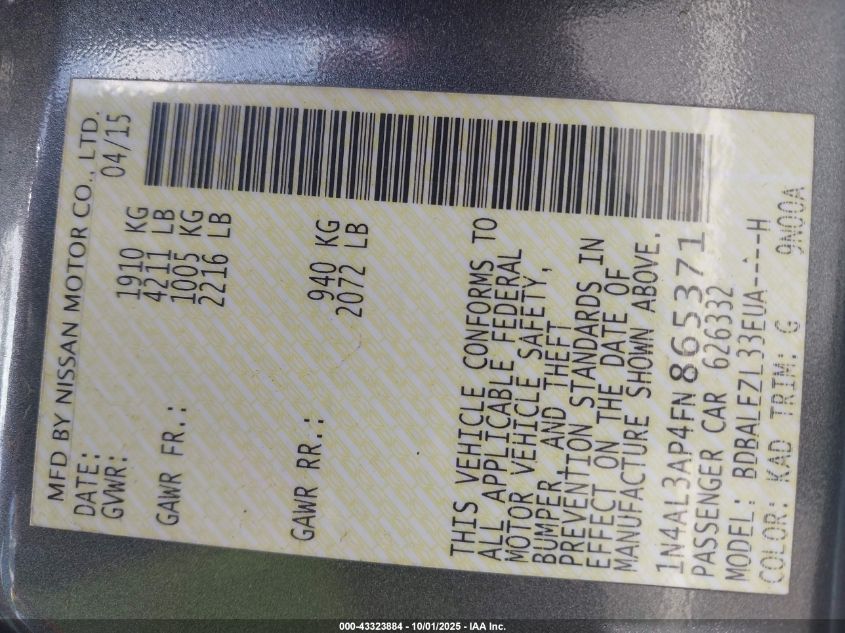 MFD BY NISSAN MOTOR CO., LTD.
DATE: 04/15
GVWR: 1910 KG
4211 LB
GAWR FR.: 1005 KG
2216 LB
GAWR RR.: 940 KG
2072 LB
THIS VEHICLE CONFORMS TO
ALL APPLICABLE FEDERAL
MOTOR VEHICLE SAFETY,
BUMPER, AND THEFT
PREVENTION STANDARDS IN
EFFECT ON THE DATE OF
MANUFACTURE SHOWN ABOVE.
1N4AL3AP4FN865371
PASSENGER CAR 626332
MODEL: BDBALEZL33EUA----H
COLOR: KAD TRIM: G 9N00A
000-43323884 - 10/01/2025 - IAA Inc.